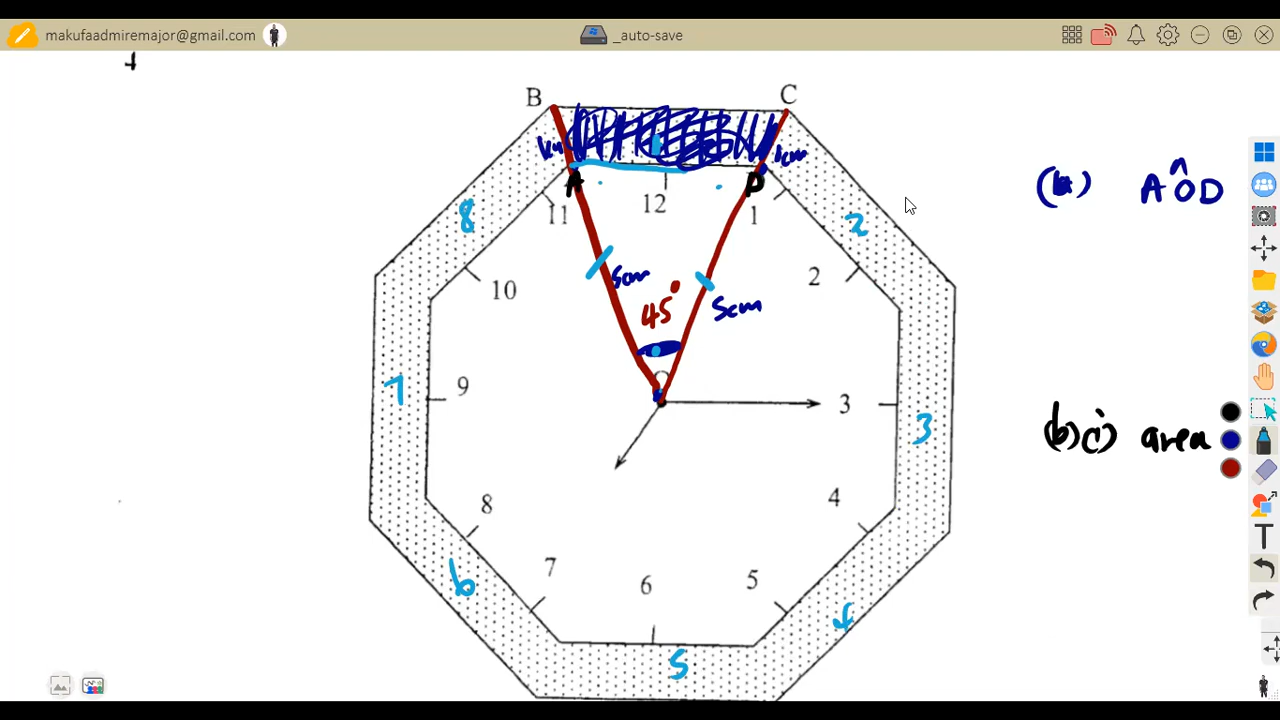 makufaadmiremajor@gmail.com
_auto-save
B
C
1
1cm
A
D
(a) AÔD
8
11
12
1
2
10
2
5cm
45°
5cm
O
7
9
3
3
(b)(i) area
8
4
6
7
6
5
4
5
T